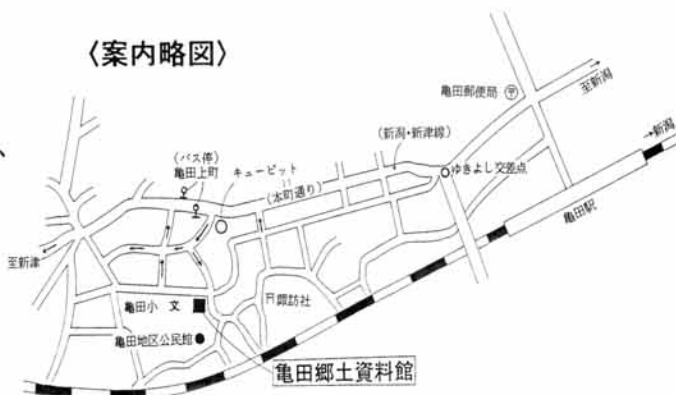 〈案内略図〉
亀田郵便局 〒
至新潟
→新潟
(新潟・新津線)
(バス停)
亀田上町
キューピット
(本町通り)
ゆきよし交差点
亀田駅
至新津
亀田小 文
⛩諏訪社
亀田地区公民館
亀田郷土資料館